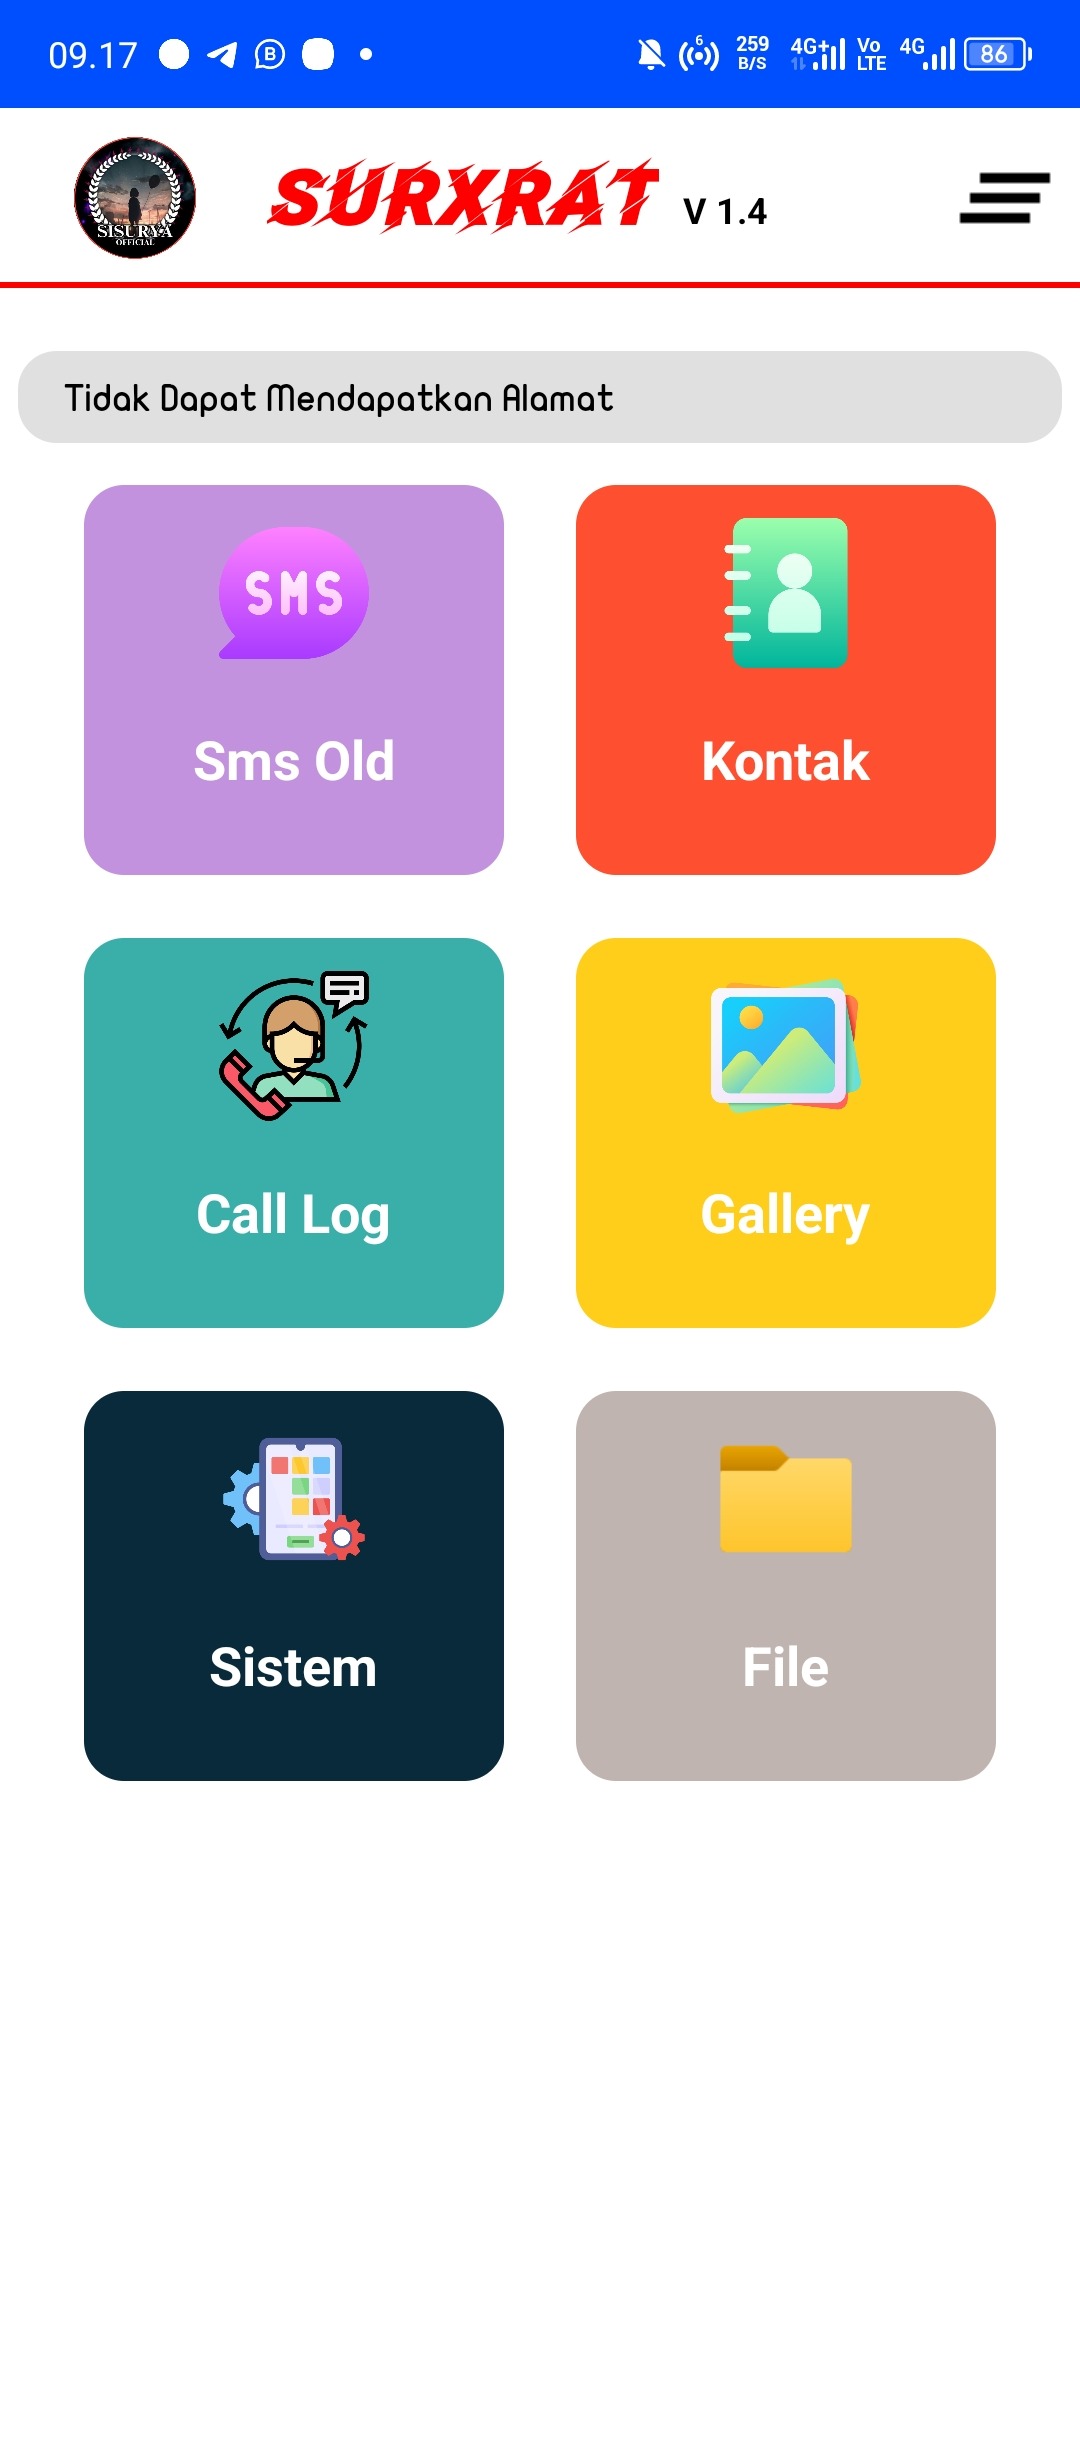 09.17 B 6 259 B/S 4G+ Vo LTE 4G 86
SISURYA OFFICIAL
SURXRAT V 1.4
Tidak Dapat Mendapatkan Alamat
SMS
Sms Old
Kontak
Call Log
Gallery
Sistem
File